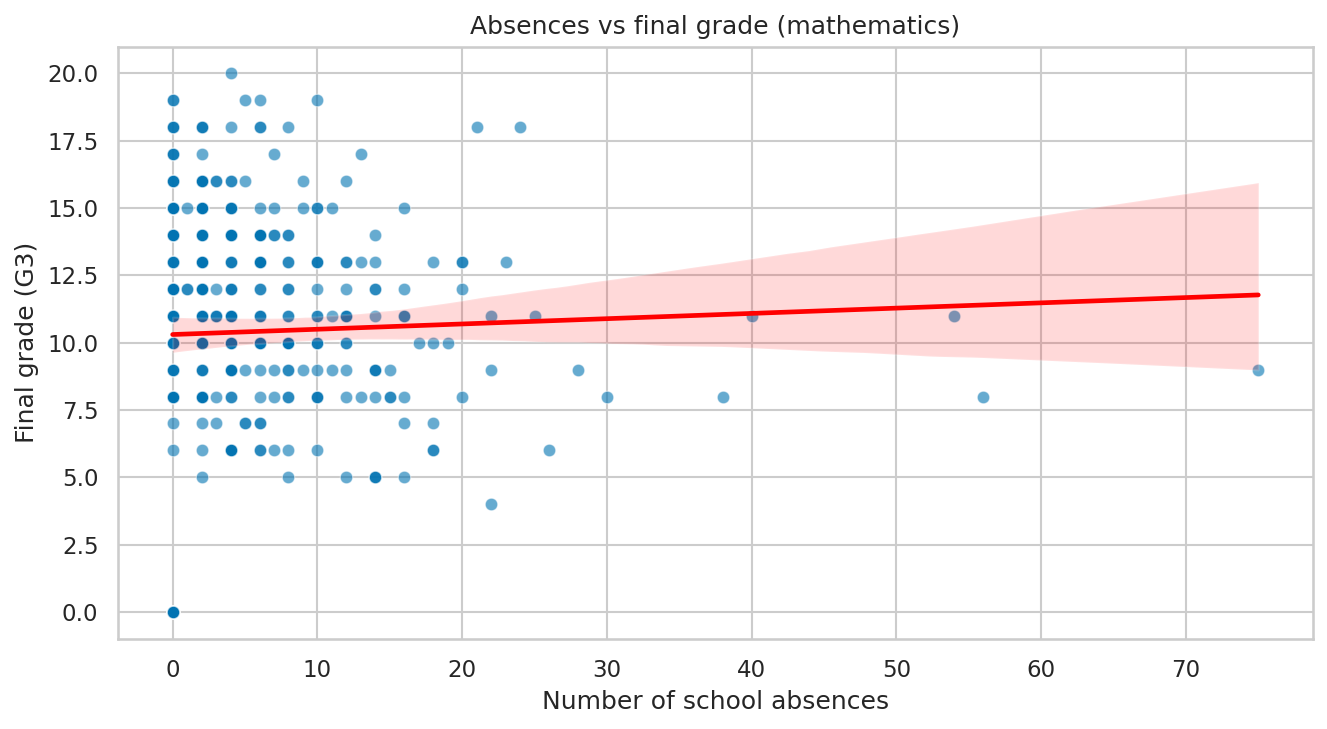 Absences vs final grade (mathematics)
Final grade (G3)
20.0
17.5
15.0
12.5
10.0
7.5
5.0
2.5
0.0
0 10 20 30 40 50 60 70
Number of school absences